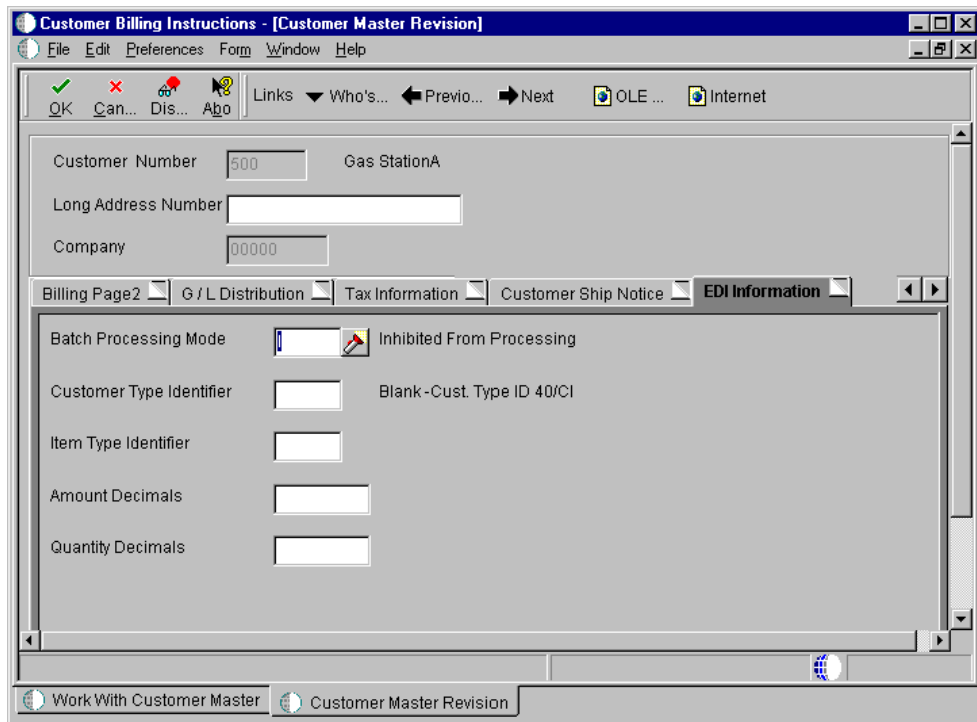 Customer Billing Instructions - [Customer Master Revision]
File Edit Preferences Form Window Help
OK Can... Dis... Abo Links Who's... Previo... Next OLE ... Internet
Customer Number 500 Gas StationA
Long Address Number
Company 00000
Billing Page2 G / L Distribution Tax Information Customer Ship Notice EDI Information
Batch Processing Mode Inhibited From Processing
Customer Type Identifier Blank-Cust. Type ID 40/CI
Item Type Identifier
Amount Decimals
Quantity Decimals
Work With Customer Master Customer Master Revision